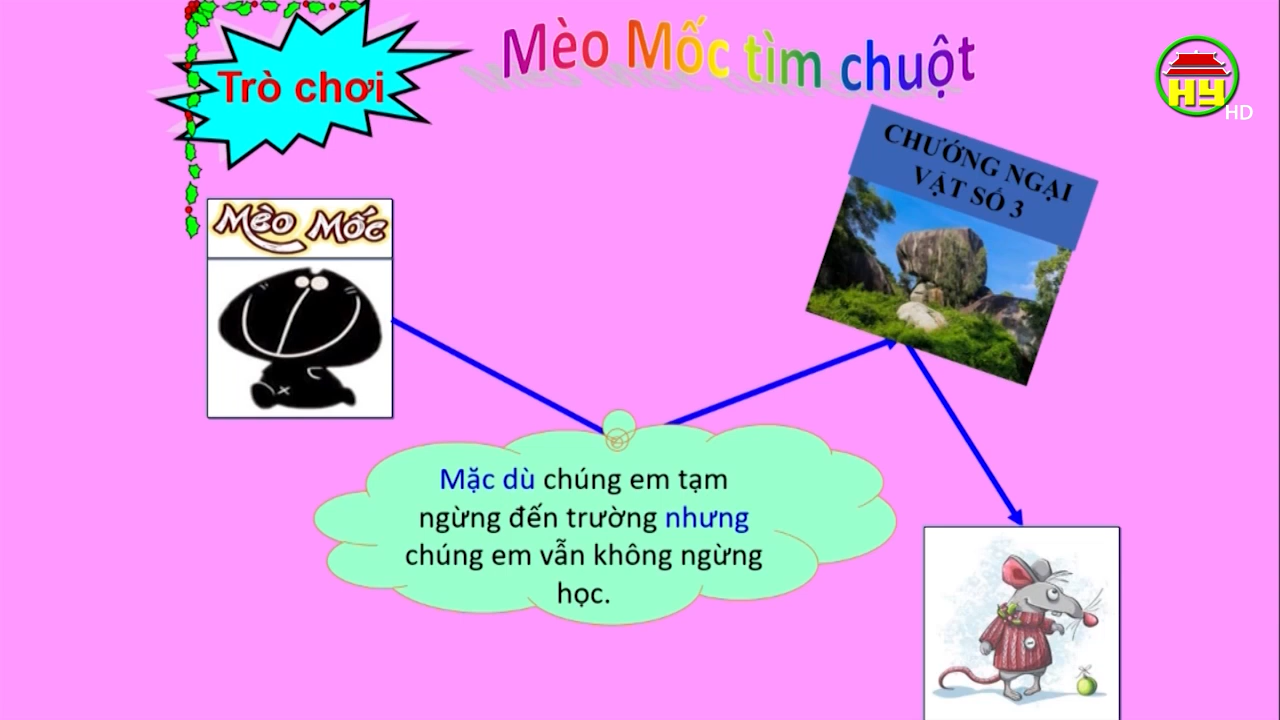 Trò chơi
Mèo Mốc tìm chuột
HY
HD
CHƯỚNG NGẠI
VẬT SỐ 3
Mèo Mốc
Mặc dù chúng em tạm
ngừng đến trường nhưng
chúng em vẫn không ngừng
học.